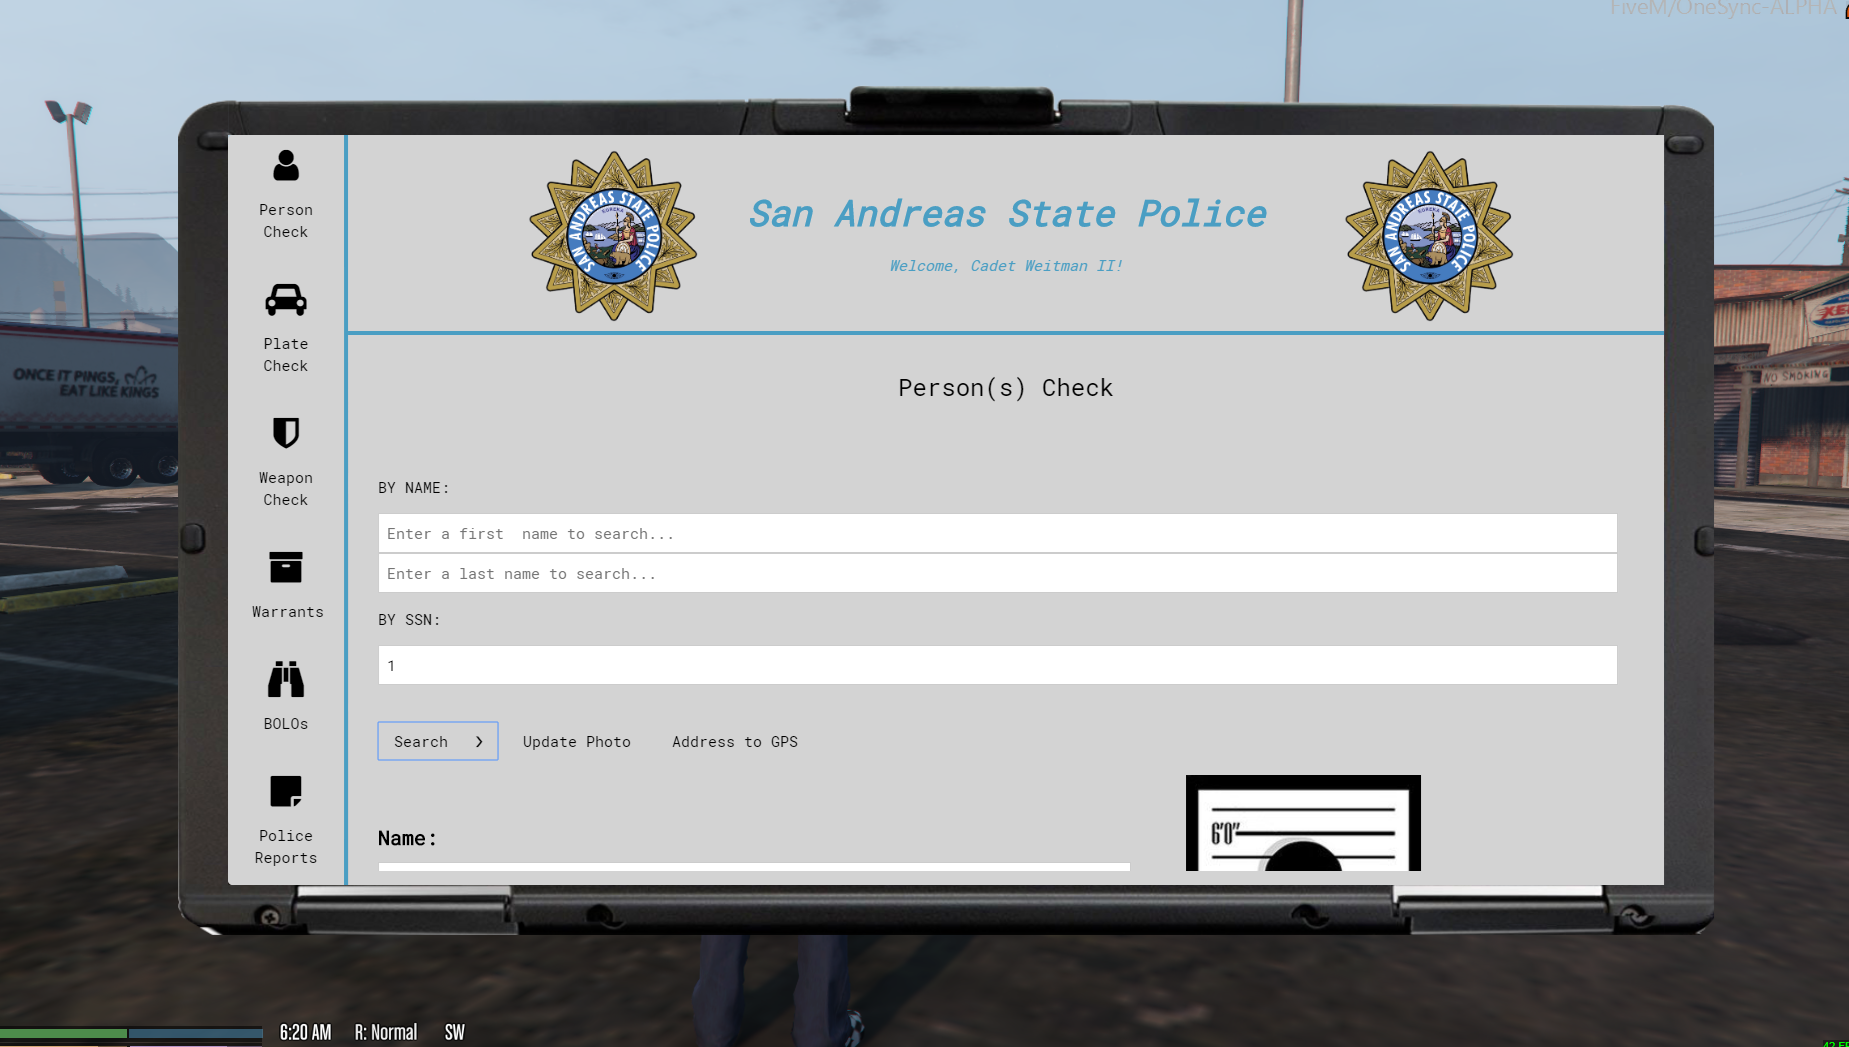 FiveM/OneSync-ALPHA
Person
Check
Plate
Check
Weapon
Check
Warrants
BOLOs
Police
Reports
SAN ANDREAS STATE POLICE
EUREKA
San Andreas State Police
Welcome, Cadet Weitman II!
SAN ANDREAS STATE POLICE
EUREKA
Person(s) Check
BY NAME:
Enter a first  name to search...
Enter a last name to search...
BY SSN:
1
Search
Update Photo
Address to GPS
Name:
6'0"
ONCE IT PINGS,
EAT LIKE KINGS
NO SMOKING
6:20 AM
R: Normal
SW